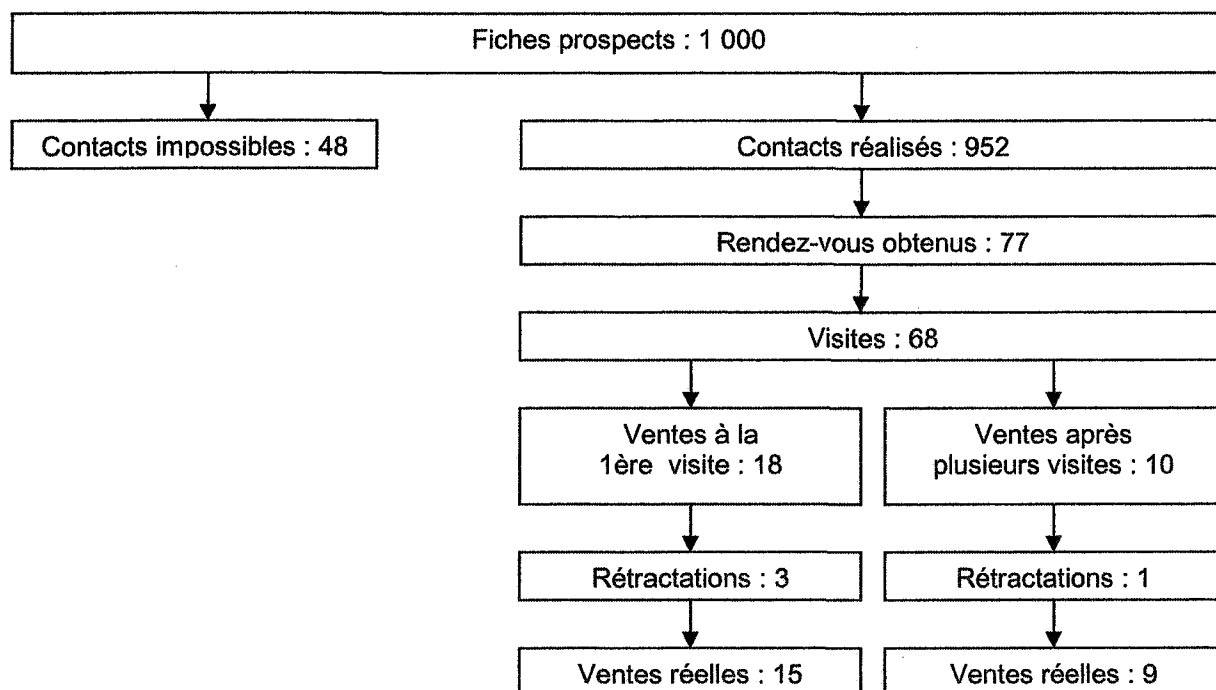 Fiches prospects : 1 000
Contacts impossibles : 48
Contacts réalisés : 952
Rendez-vous obtenus : 77
Visites : 68
Ventes à la
1ère visite : 18
Ventes après
plusieurs visites : 10
Rétractations : 3
Rétractations : 1
Ventes réelles : 15
Ventes réelles : 9